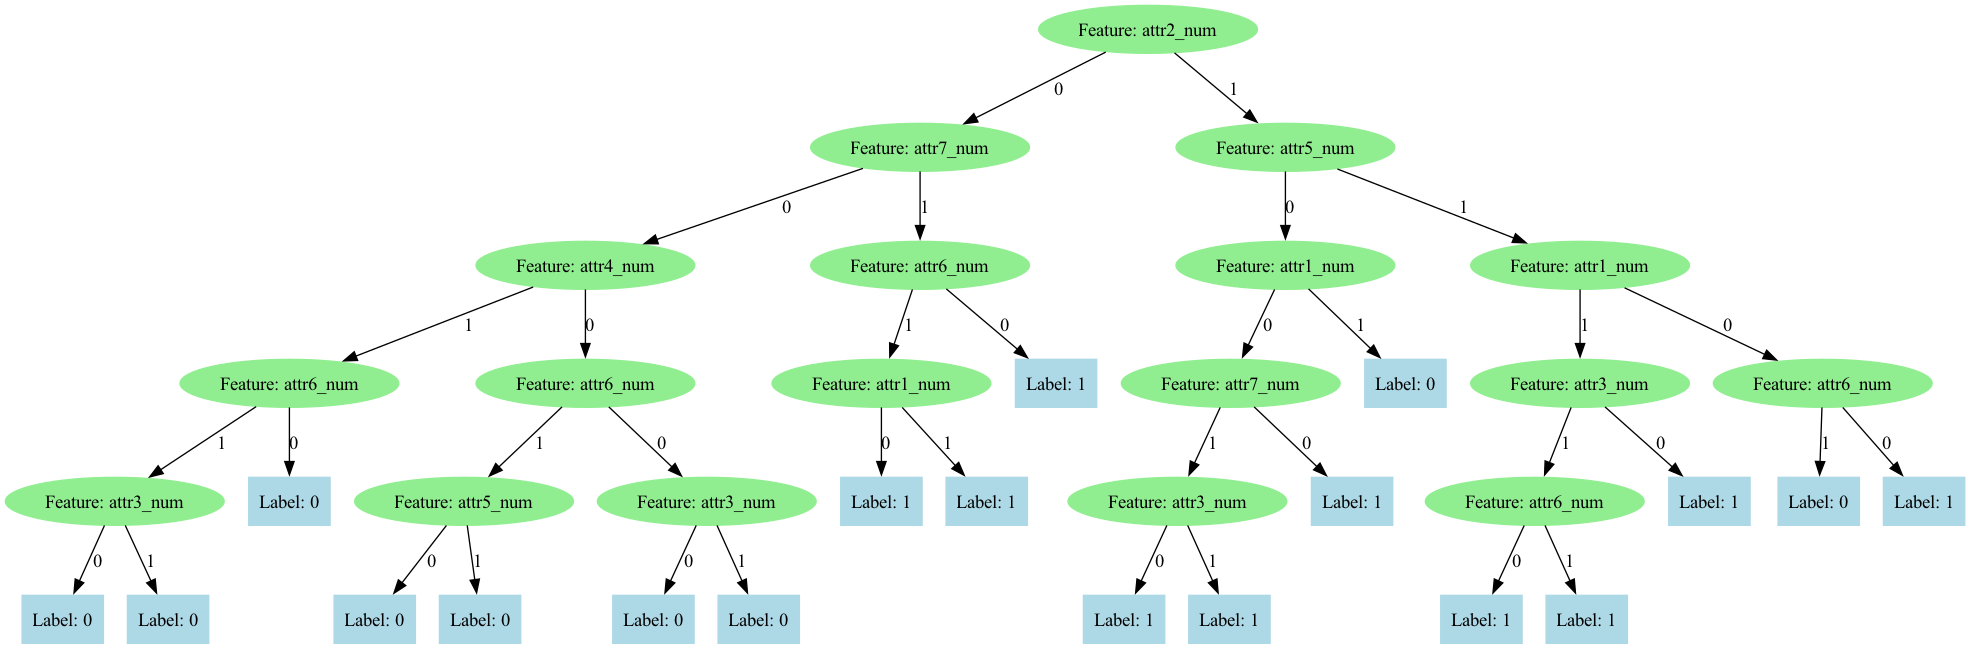 Feature: attr2_num
0
1
Feature: attr7_num
Feature: attr5_num
0
1
0
1
Feature: attr4_num
Feature: attr6_num
Feature: attr1_num
Feature: attr1_num
1
0
1
0
0
1
1
0
Feature: attr6_num
Feature: attr6_num
Feature: attr1_num
Label: 1
Feature: attr7_num
Label: 0
Feature: attr3_num
Feature: attr6_num
1
0
1
0
0
1
1
0
1
0
1
0
Feature: attr3_num
Label: 0
Feature: attr5_num
Feature: attr3_num
Label: 1
Label: 1
Feature: attr3_num
Label: 1
Feature: attr6_num
Label: 1
Label: 0
Label: 1
0
1
0
1
0
1
0
1
0
1
Label: 0
Label: 0
Label: 0
Label: 0
Label: 0
Label: 0
Label: 1
Label: 1
Label: 1
Label: 1